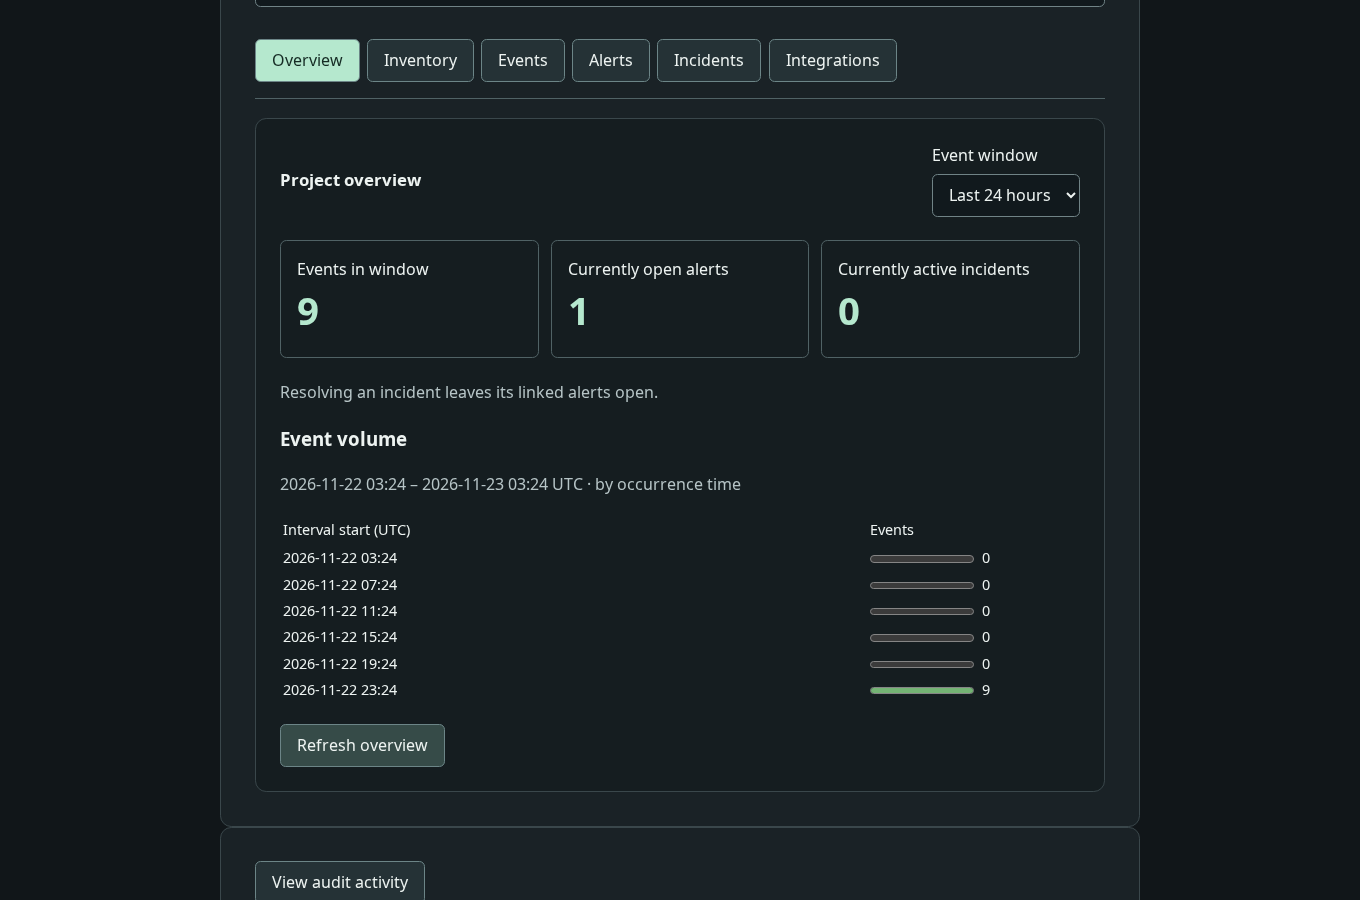 Overview Inventory Events Alerts Incidents Integrations
Project overview
Event window
Last 24 hours
Events in window
9
Currently open alerts
1
Currently active incidents
0
Resolving an incident leaves its linked alerts open.
Event volume
2026-11-22 03:24 – 2026-11-23 03:24 UTC · by occurrence time
Interval start (UTC) Events
2026-11-22 03:24 0
2026-11-22 07:24 0
2026-11-22 11:24 0
2026-11-22 15:24 0
2026-11-22 19:24 0
2026-11-22 23:24 9
Refresh overview
View audit activity